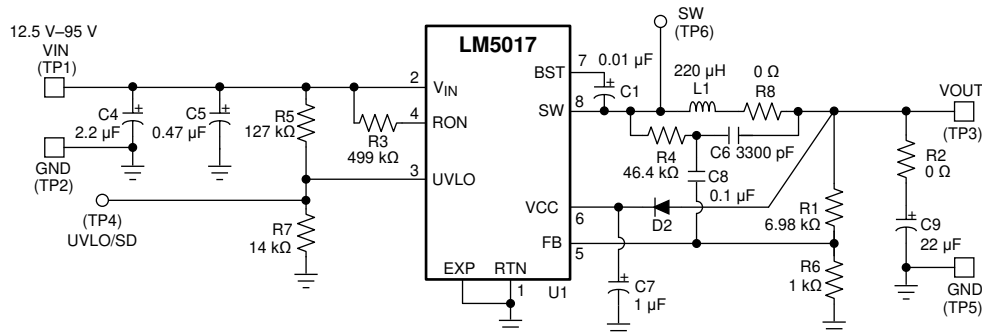 12.5 V–95 V
VIN
(TP1)
GND
(TP2)
(TP4)
UVLO/SD
C4
2.2 µF
+
C5
0.47 µF
+
R5
127 kΩ
R7
14 kΩ
R3
499 kΩ
LM5017
2
VIN
4
RON
3
UVLO
7
BST
8
SW
VCC
6
FB
5
EXP
RTN
1
U1
0.01 µF
+
C1
SW
(TP6)
220 µH
L1
0 Ω
R8
R4
46.4 kΩ
C6
3300 pF
C8
0.1 µF
D2
+
C7
1 µF
R1
6.98 kΩ
R6
1 kΩ
VOUT
(TP3)
R2
0 Ω
+
C9
22 µF
GND
(TP5)